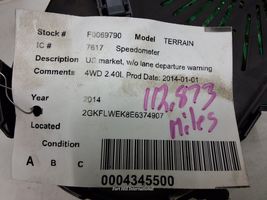 Stock # F0069790 Model TERRAIN
IC # 7617 Speedometer
Description US market, w/o lane departure warning
Comments 4WD 2.40L Prod Date: 2014-01-01
Year 2014
112,873
Miles
2GKFLWEK8E6374907
Located
Condition
A B C
0004345500